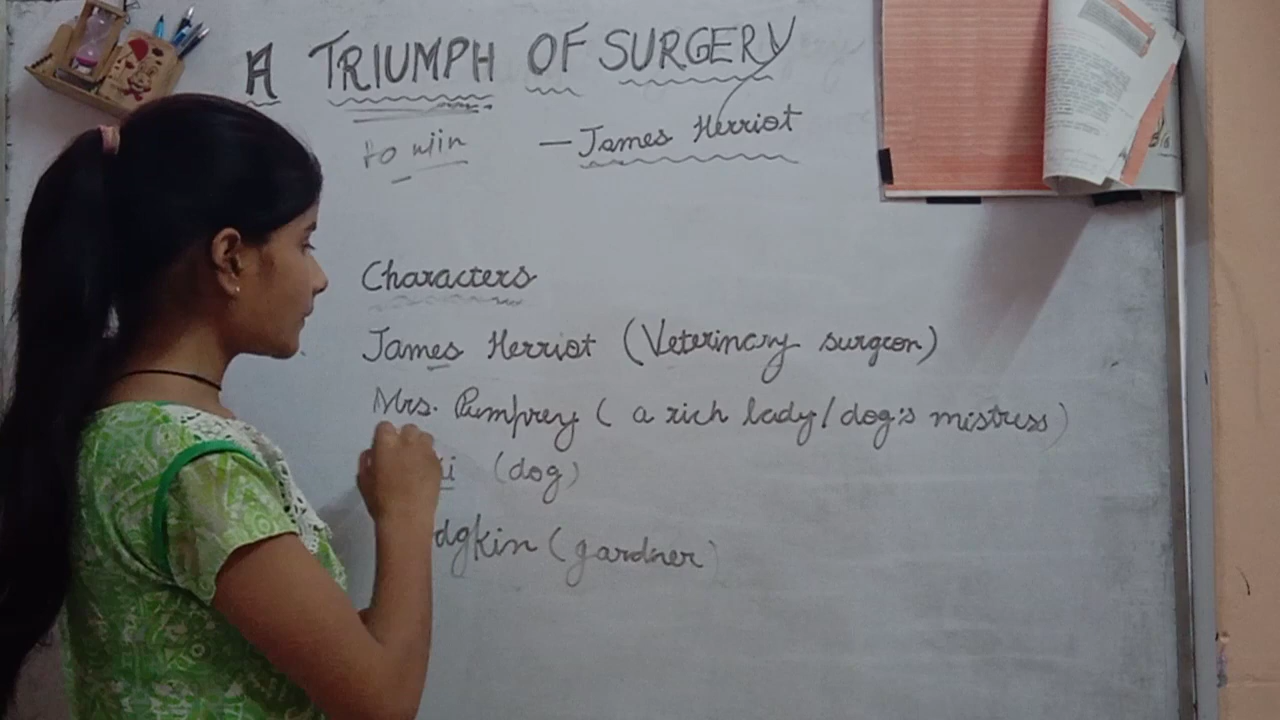 A TRIUMPH OF SURGERY
to win
— James Herriot
Characters
James Herriot (Veterinary surgeon)
Mrs. Pumphrey ( a rich lady/dog's mistress)
(dog)
(gardner)